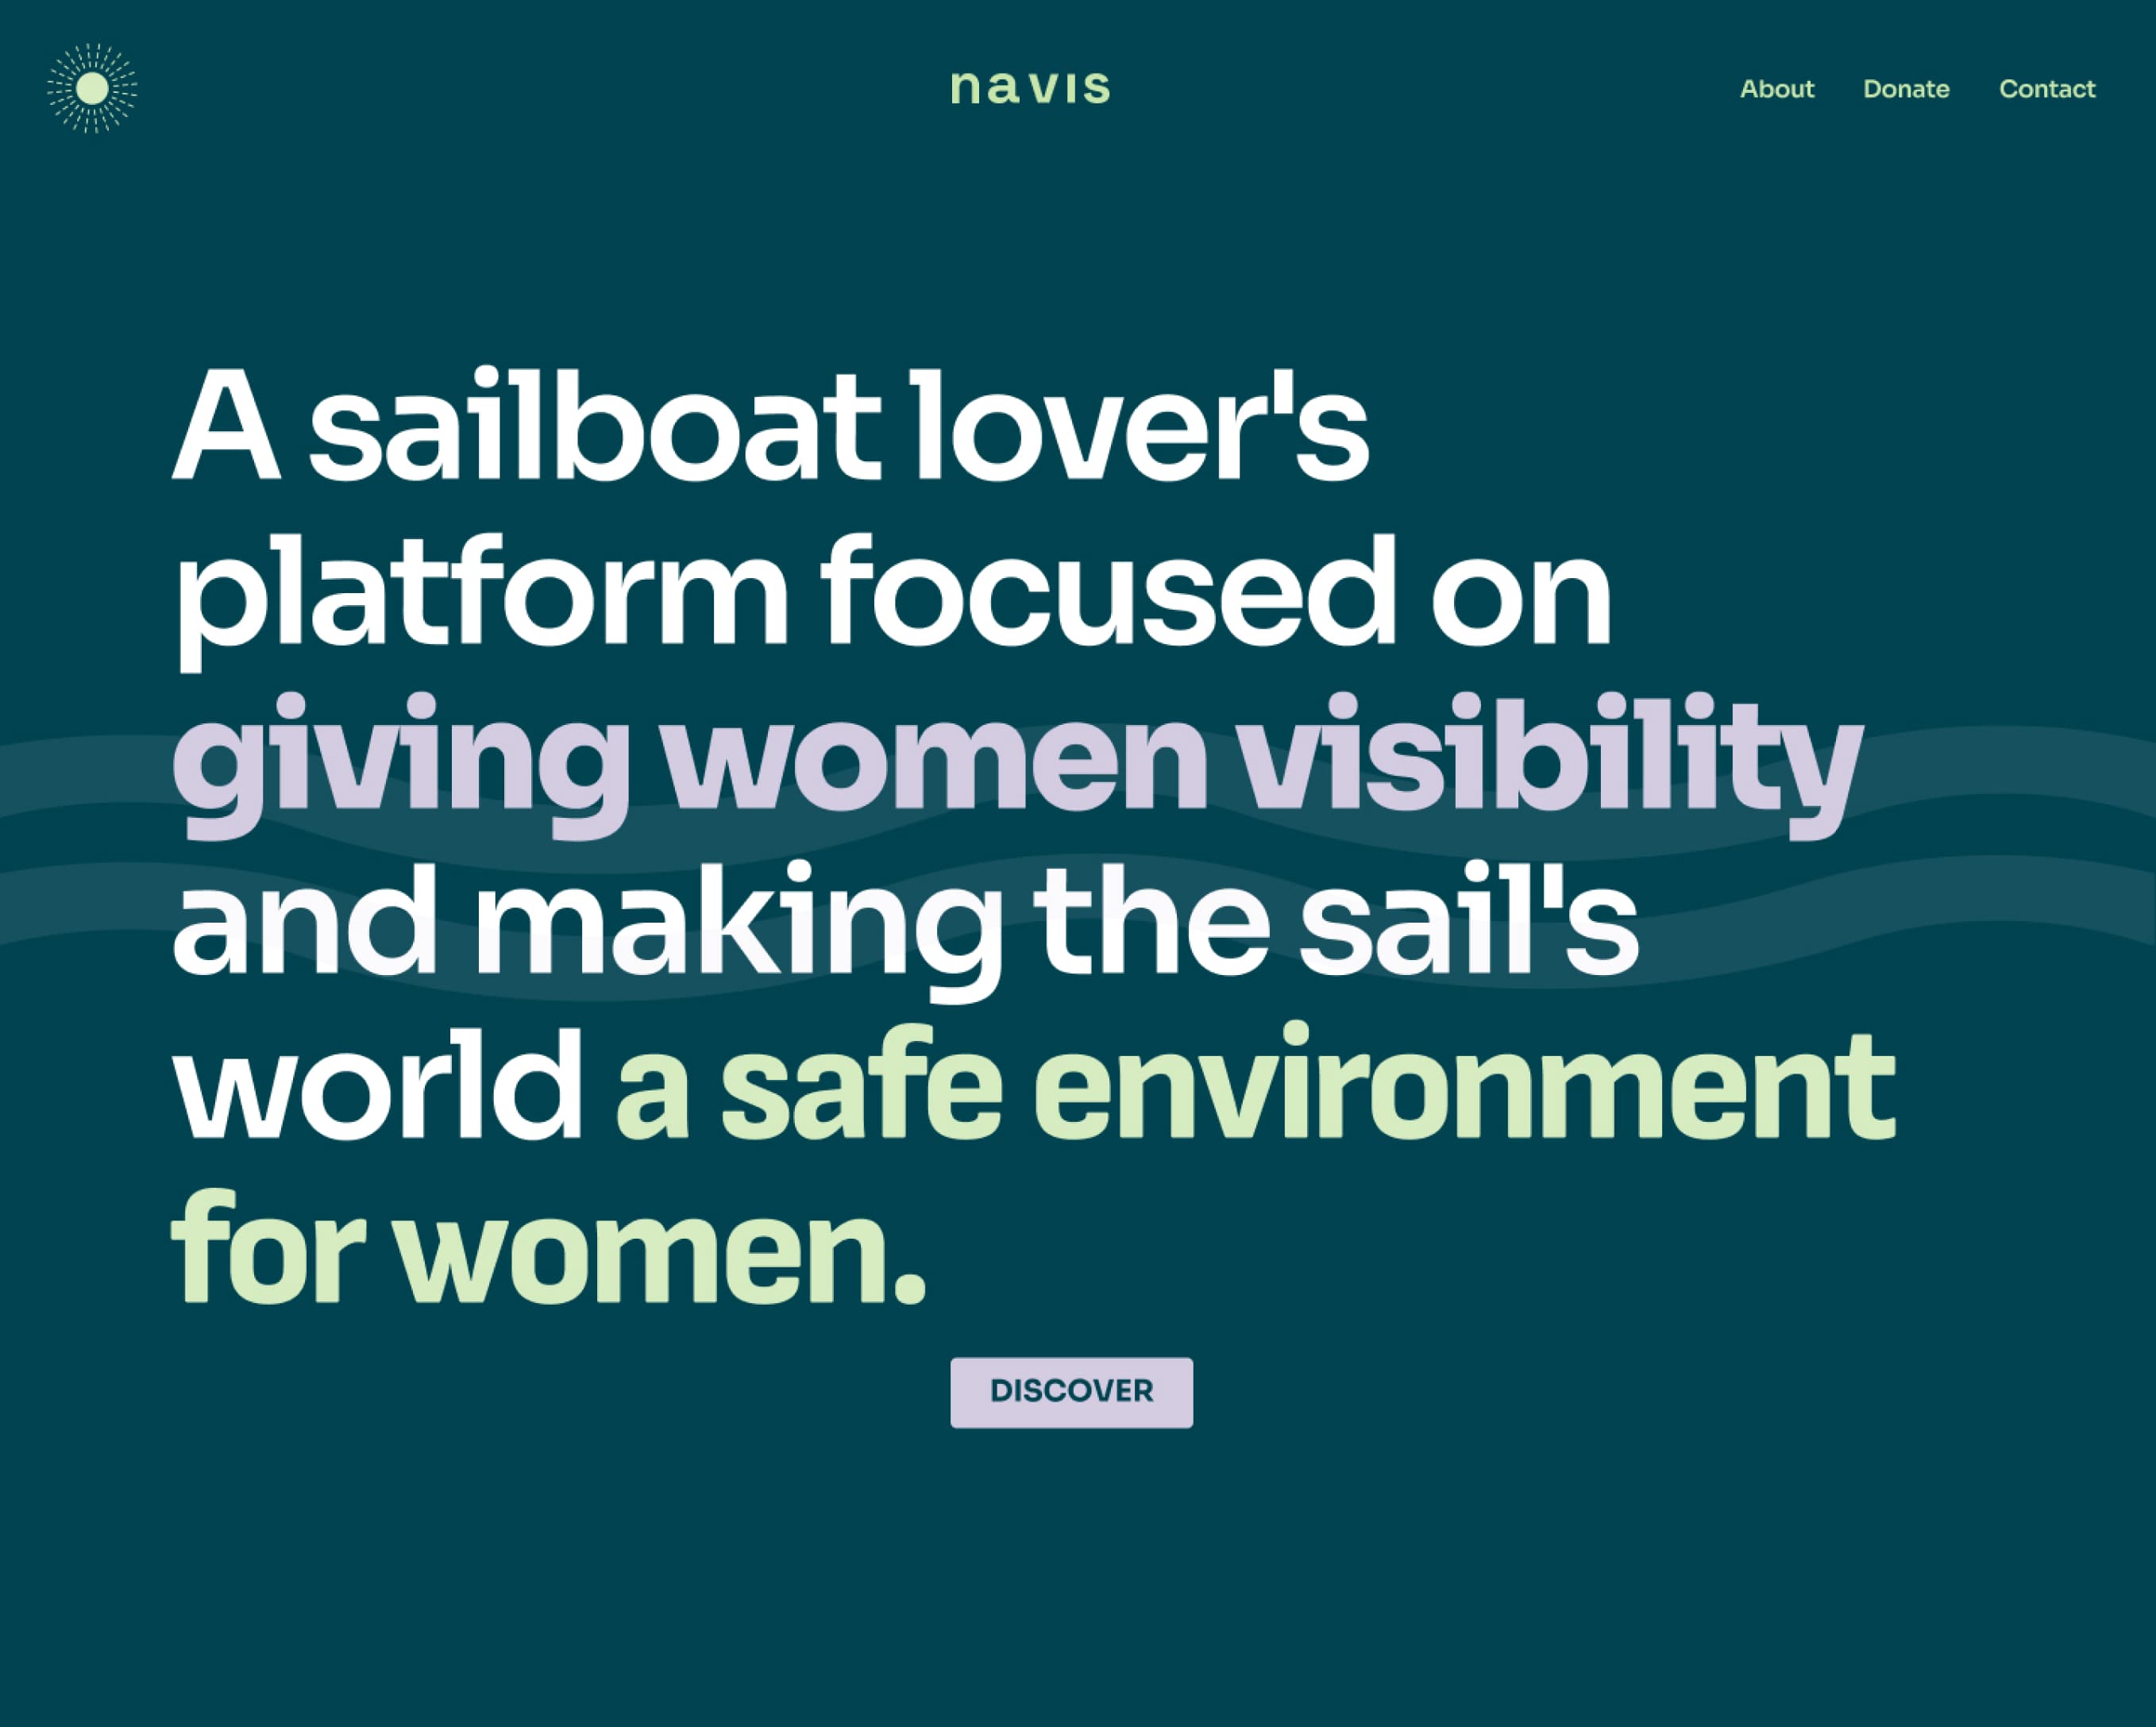 navis
About Donate Contact
A sailboat lover's
platform focused on
giving women visibility
and making the sail's
world a safe environment
for women.
DISCOVER